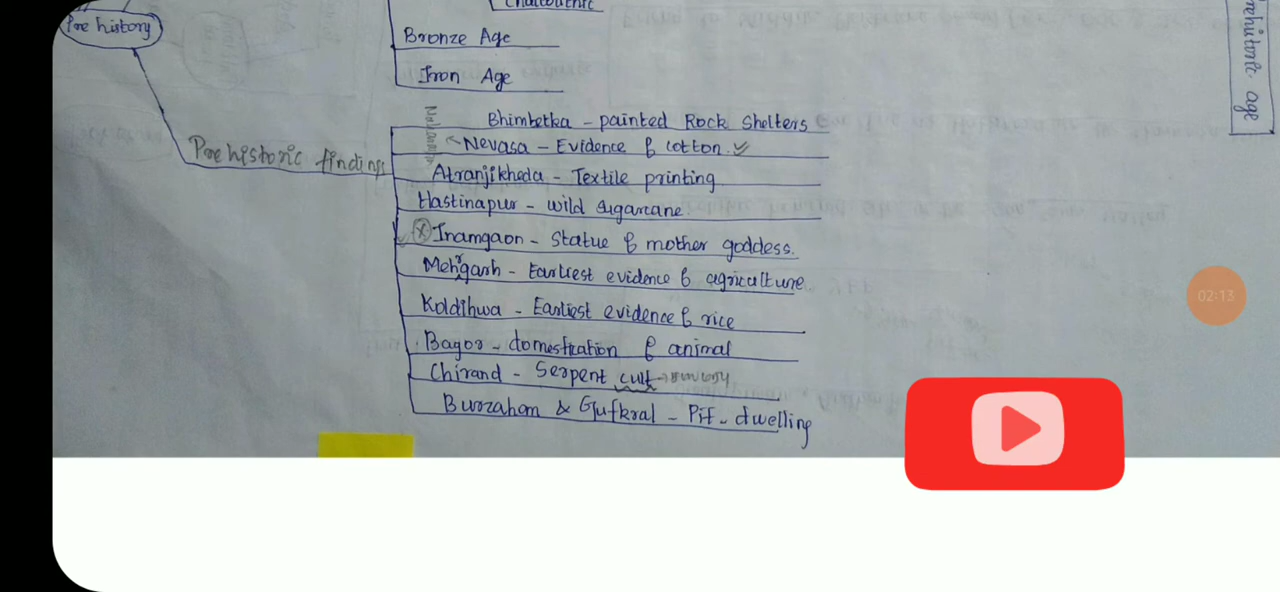 Pre history
Chalcolithic
Bronze Age
Iron Age
Prehistoric findings
Bhimbetka - painted Rock Shelters
Nevasa - Evidence of cotton.
Atranjikheda - Textile printing
Hastinapur - wild sugarcane
Inamgaon - Statue of mother goddess.
Mehrgarh - Earliest evidence of agriculture
Koldihwa - Earliest evidence of rice
Bagor - domestication of animal
Chirand - Serpent cult →
Burzahom & Gufkral - Pit - dwelling
Prehistoric age
02:13